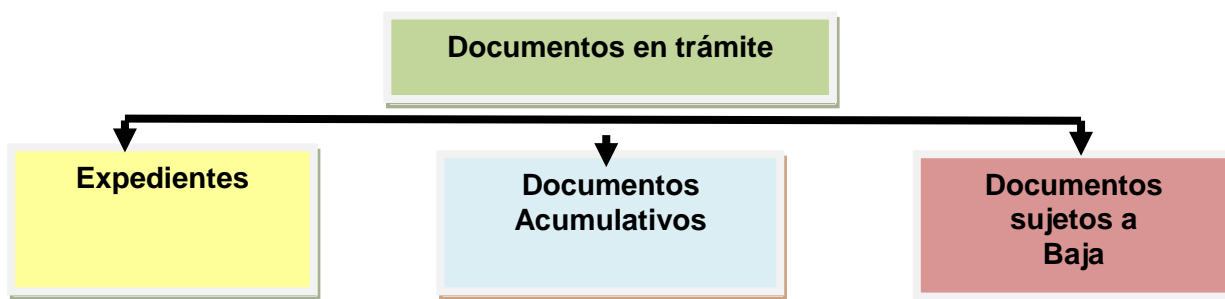 Documentos en trámite
Expedientes
Documentos
Acumulativos
Documentos
sujetos a
Baja